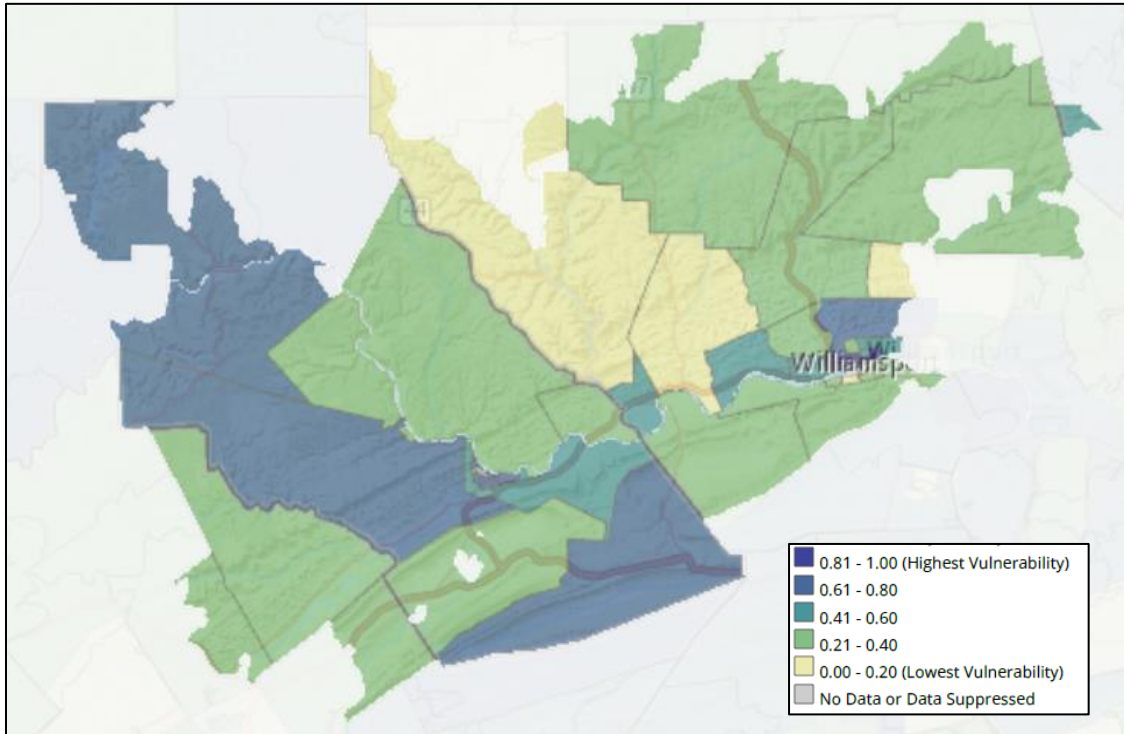 Williamsport
0.81 - 1.00 (Highest Vulnerability)
0.61 - 0.80
0.41 - 0.60
0.21 - 0.40
0.00 - 0.20 (Lowest Vulnerability)
No Data or Data Suppressed